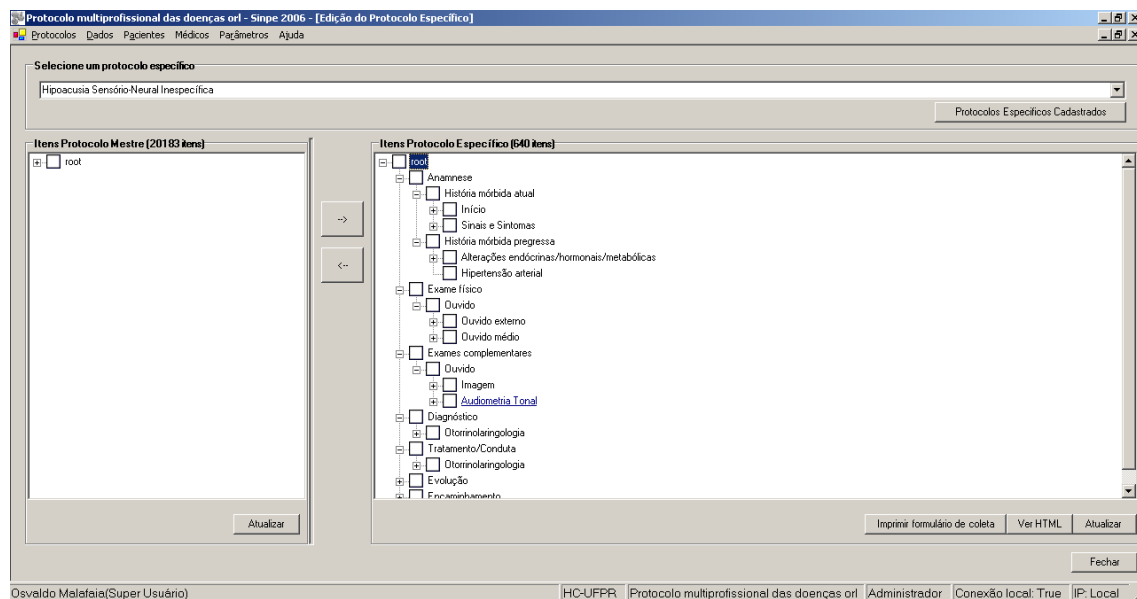 Protocolo multiprofissional das doenças orl - Sinpe 2006 - [Edição do Protocolo Específico]
Protocolos Dados Pacientes Médicos Parâmetros Ajuda
Selecione um protocolo específico
Hipoacusia Sensório-Neural Inespecífica
Protocolos Especificos Cadastrados
Itens Protocolo Mestre (20183 itens)
root
Atualizar
-->
<--
Itens Protocolo Específico (640 itens)
root
Anamnese
História mórbida atual
Início
Sinais e Sintomas
História mórbida pregressa
Alterações endócrinas/hormonais/metabólicas
Hipertensão arterial
Exame físico
Ouvido
Ouvido externo
Ouvido médio
Exames complementares
Ouvido
Imagem
Audiometria Tonal
Diagnóstico
Otorrinolaringologia
Tratamento/Conduta
Otorrinolaringologia
Evolução
Encaminhamento
Imprimir formulário de coleta Ver HTML Atualizar
Fechar
Osvaldo Malafaia(Super Usuário) HC-UFPR Protocolo multiprofissional das doenças orl Administrador Conexão local: True IP: Local